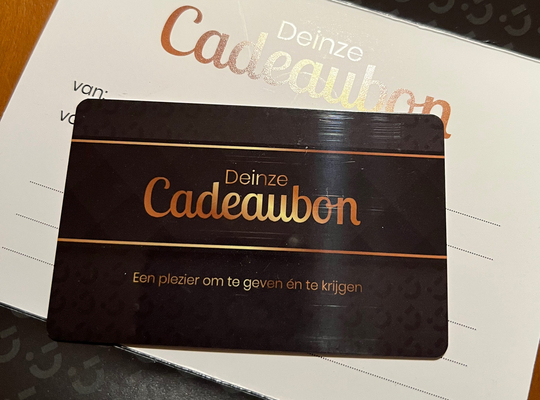 Deinze
Cadeaubon
van:
Deinze
Cadeaubon
Een plezier om te geven én te krijgen